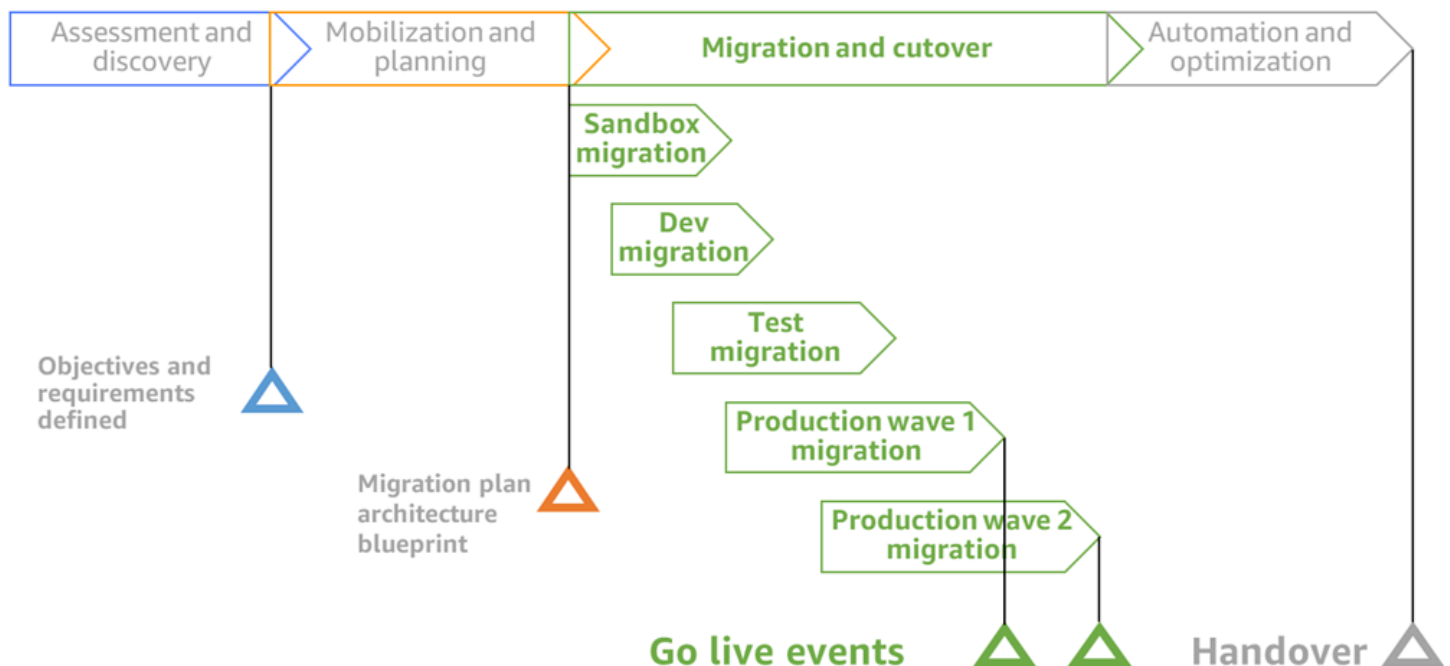 Assessment and
discovery
Mobilization and
planning
Migration and cutover
Automation and
optimization
Sandbox
migration
Dev
migration
Test
migration
Objectives and
requirements
defined
Production wave 1
migration
Migration plan
architecture
blueprint
Production wave 2
migration
Go live events
Handover